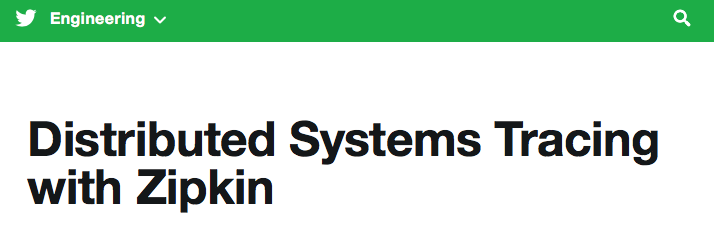 Engineering
Distributed Systems Tracing
with Zipkin